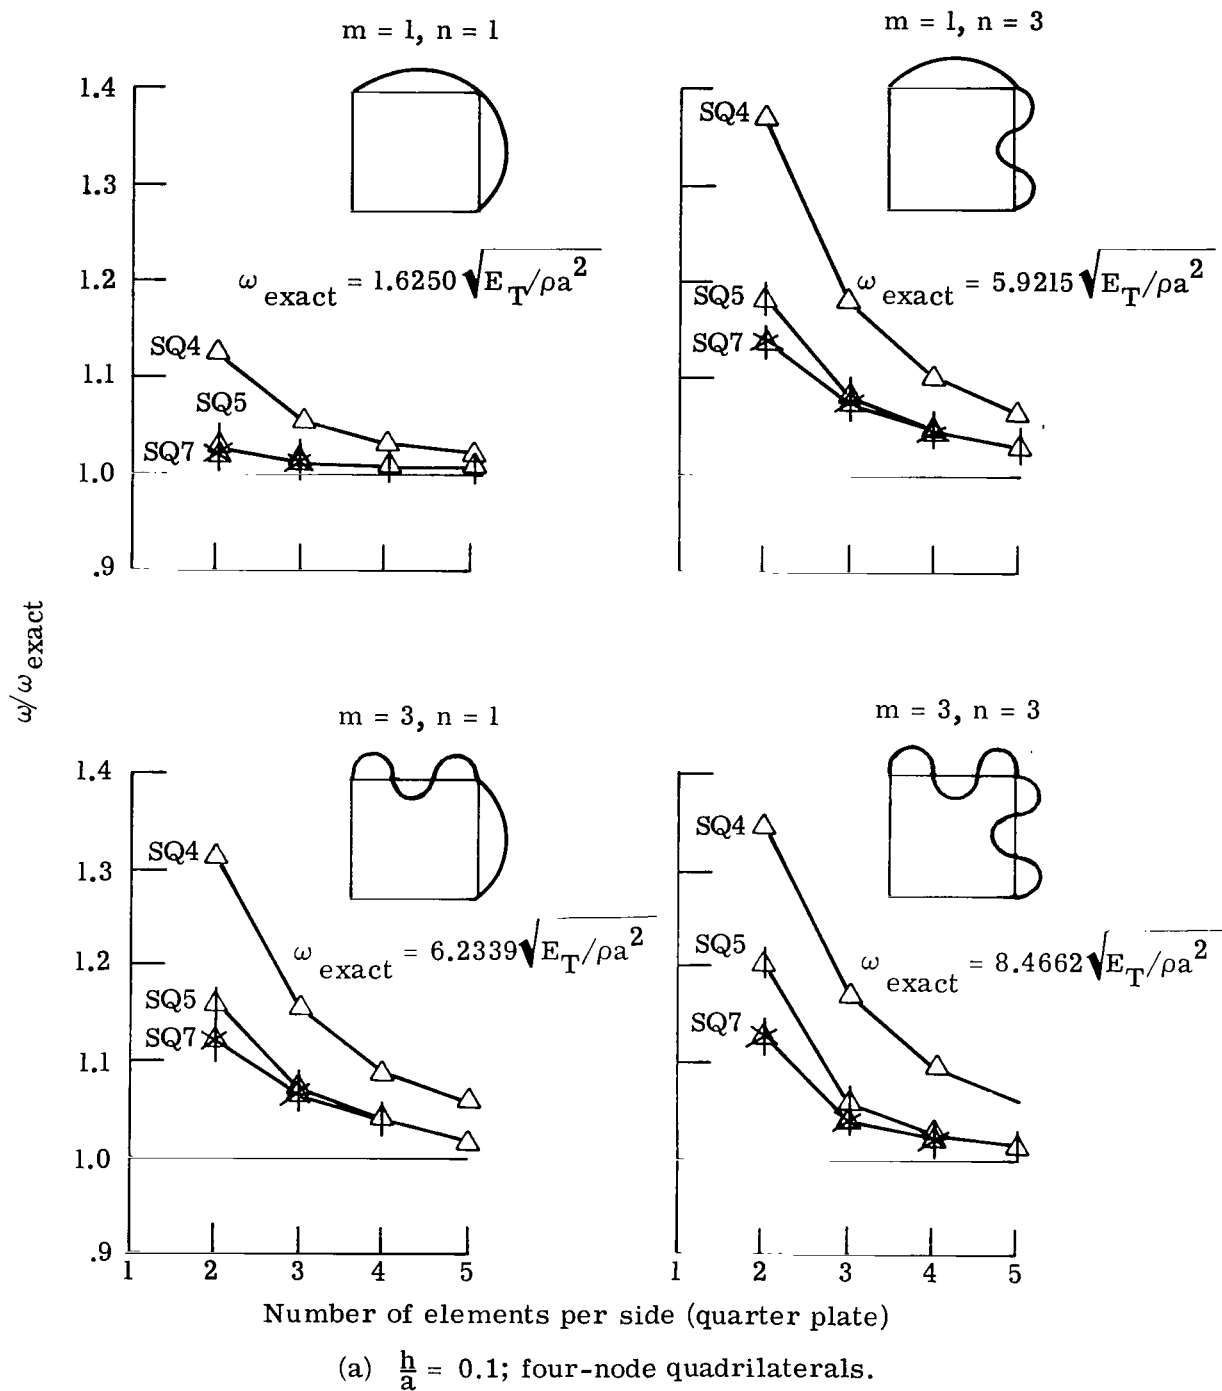 m = 1, n = 1
m = 1, n = 3
1.4
1.3
1.2
1.1
1.0
.9
ω exact = 1.6250 √E_T/ρa²
SQ4
SQ5
SQ7
SQ4
SQ5
SQ7
ω exact = 5.9215 √E_T/ρa²
ω/ω exact
m = 3, n = 1
m = 3, n = 3
1.4
1.3
1.2
1.1
1.0
.9
SQ4
SQ5
SQ7
ω exact = 6.2339 √E_T/ρa²
1 2 3 4 5
SQ4
SQ5
SQ7
ω exact = 8.4662 √E_T/ρa²
1 2 3 4 5
Number of elements per side (quarter plate)
(a) h/a = 0.1; four-node quadrilaterals.